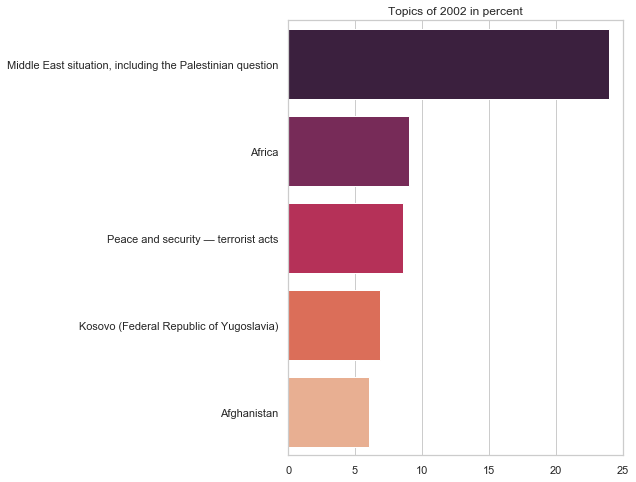 Topics of 2002 in percent
Middle East situation, including the Palestinian question
Africa
Peace and security — terrorist acts
Kosovo (Federal Republic of Yugoslavia)
Afghanistan
0 5 10 15 20 25